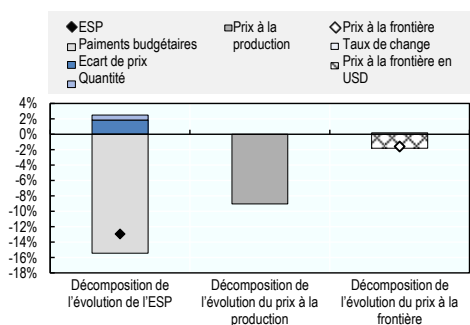 ESP
Paiments budgétaires
Ecart de prix
Quantité
Prix à la
production
Prix à la frontière
Taux de change
Prix à la frontière en
USD
4%
2%
0%
-2%
-4%
-6%
-8%
-10%
-12%
-14%
-16%
-18%
Décomposition de
l'évolution de l'ESP
Décomposition de
l'évolution du prix à la
production
Décomposition de
l'évolution du prix à la
frontière